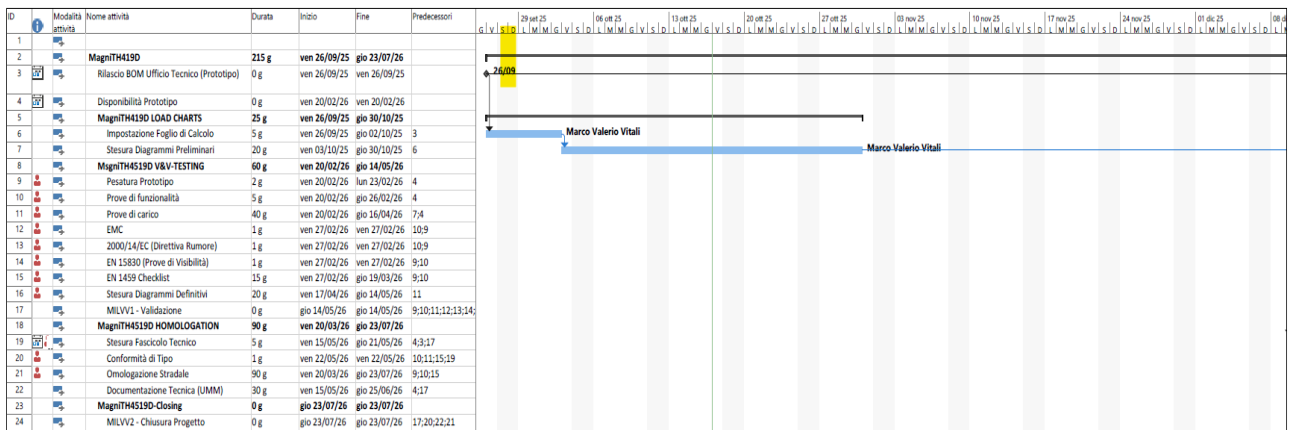 ID Modalità attività Nome attività Durata Inizio Fine Predecessori
29 set 25 06 ott 25 13 ott 25 20 ott 25 27 ott 25 03 nov 25 10 nov 25 17 nov 25 24 nov 25 01 dic 25 08 d
G V S D L M M G V S D L M M G V S D L M M G V S D L M M G V S D L M M G V S D L M M G V S D L M M G V S D L M M G V S D L M M G V S D L M M G V S D L M M G V S D L M
1
2 MagniTH419D 215 g ven 26/09/25 gio 23/07/26
3 Rilascio BOM Ufficio Tecnico (Prototipo) 0 g ven 26/09/25 ven 26/09/25 26/09
4 Disponibilità Prototipo 0 g ven 20/02/26 ven 20/02/26
5 MagniTH419D LOAD CHARTS 25 g ven 26/09/25 gio 30/10/25
6 Impostazione Foglio di Calcolo 5 g ven 26/09/25 gio 02/10/25 3 Marco Valerio Vitali
7 Stesura Diagrammi Preliminari 20 g ven 03/10/25 gio 30/10/25 6 Marco Valerio Vitali
8 MsgniTH4519D V&V-TESTING 60 g ven 20/02/26 gio 14/05/26
9 Pesatura Prototipo 2 g ven 20/02/26 lun 23/02/26 4
10 Prove di funzionalità 5 g ven 20/02/26 gio 26/02/26 4
11 Prove di carico 40 g ven 20/02/26 gio 16/04/26 7;4
12 EMC 1 g ven 27/02/26 ven 27/02/26 10;9
13 2000/14/EC (Direttiva Rumore) 1 g ven 27/02/26 ven 27/02/26 10;9
14 EN 15830 (Prove di Visibilità) 1 g ven 27/02/26 ven 27/02/26 9;10
15 EN 1459 Checklist 15 g ven 27/02/26 gio 19/03/26 9;10
16 Stesura Diagrammi Definitivi 20 g ven 17/04/26 gio 14/05/26 11
17 MILVV1 - Validazione 0 g gio 14/05/26 gio 14/05/26 9;10;11;12;13;14;
18 MagniTH4519D HOMOLOGATION 90 g ven 20/03/26 gio 23/07/26
19 Stesura Fascicolo Tecnico 5 g ven 15/05/26 gio 21/05/26 4;3;17
20 Conformità di Tipo 1 g ven 22/05/26 ven 22/05/26 10;11;15;19
21 Omologazione Stradale 90 g ven 20/03/26 gio 23/07/26 9;10;15
22 Documentazione Tecnica (UMM) 30 g ven 15/05/26 gio 25/06/26 4;17
23 MagniTH4519D-Closing 0 g gio 23/07/26 gio 23/07/26
24 MILVV2 - Chiusura Progetto 0 g gio 23/07/26 gio 23/07/26 17;20;22;21